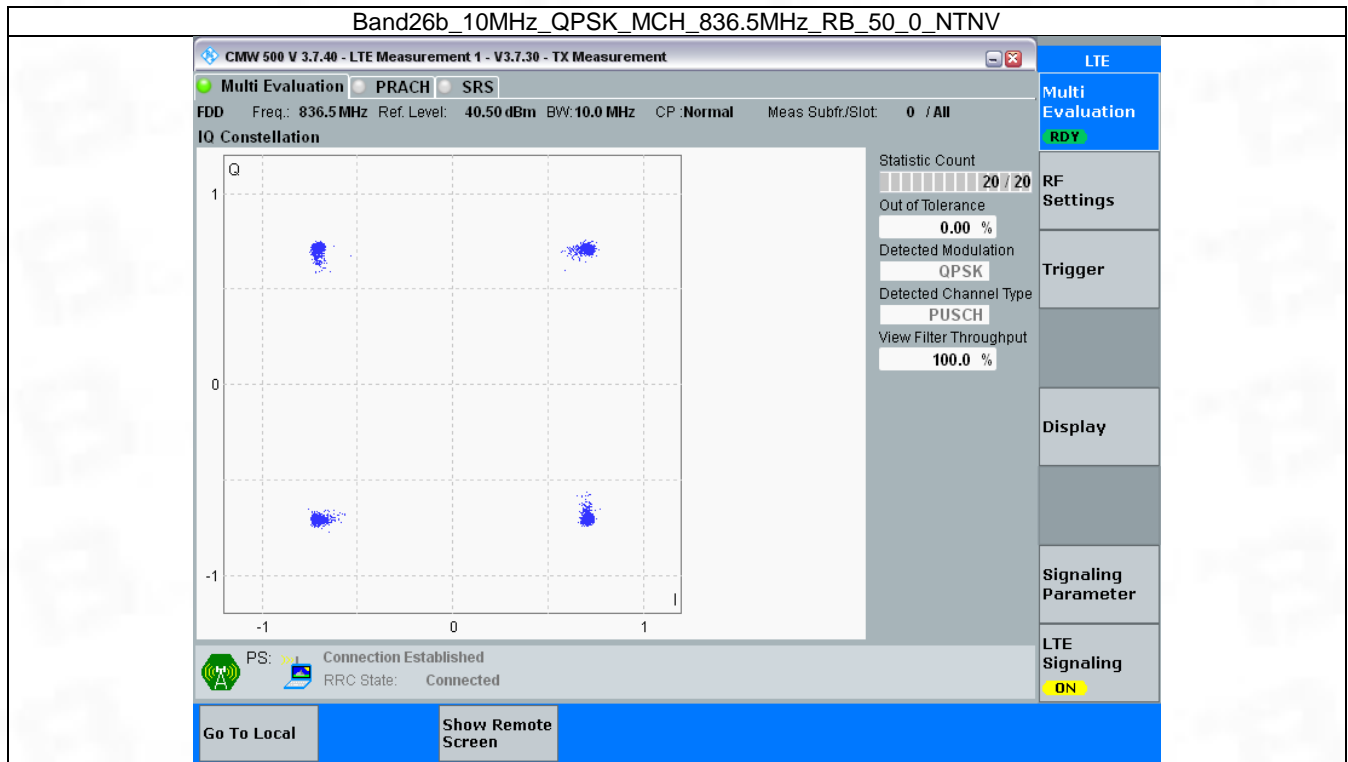 Band26b_10MHz_QPSK_MCH_836.5MHz_RB_50_0_NTNV
CMW 500 V 3.7.40 - LTE Measurement 1 - V3.7.30 - TX Measurement
LTE
Multi Evaluation PRACH SRS
Multi
Evaluation
RDY
FDD Freq.: 836.5 MHz Ref. Level: 40.50 dBm BW: 10.0 MHz CP :Normal Meas Subfr./Slot: 0 / All
IQ Constellation
Q
1
0
-1
I
-1 0 1
Statistic Count
20 / 20
Out of Tolerance
0.00 %
Detected Modulation
QPSK
Detected Channel Type
PUSCH
View Filter Throughput
100.0 %
RF
Settings
Trigger
Display
Signaling
Parameter
LTE
Signaling
ON
PS: Connection Established
RRC State: Connected
Go To Local
Show Remote
Screen